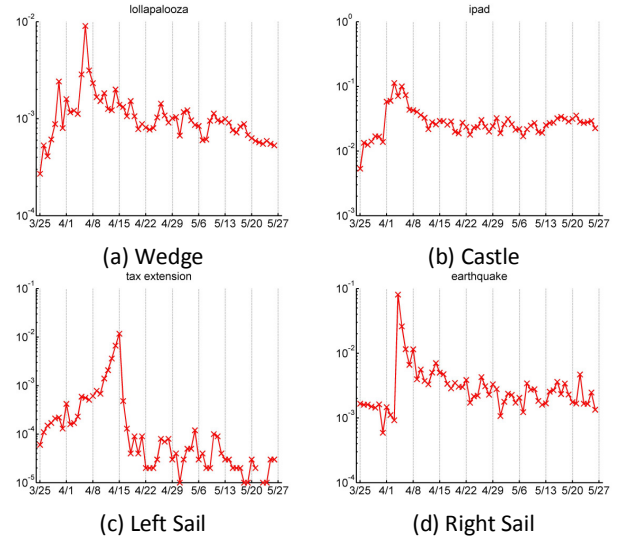 lollapalooza
10^-2
10^-3
10^-4
3/25 4/1 4/8 4/15 4/22 4/29 5/6 5/13 5/20 5/27
(a) Wedge
ipad
10^0
10^-1
10^-2
10^-3
3/25 4/1 4/8 4/15 4/22 4/29 5/6 5/13 5/20 5/27
(b) Castle
tax extension
10^-1
10^-2
10^-3
10^-4
10^-5
3/25 4/1 4/8 4/15 4/22 4/29 5/6 5/13 5/20 5/27
(c) Left Sail
earthquake
10^-1
10^-2
10^-3
10^-4
3/25 4/1 4/8 4/15 4/22 4/29 5/6 5/13 5/20 5/27
(d) Right Sail